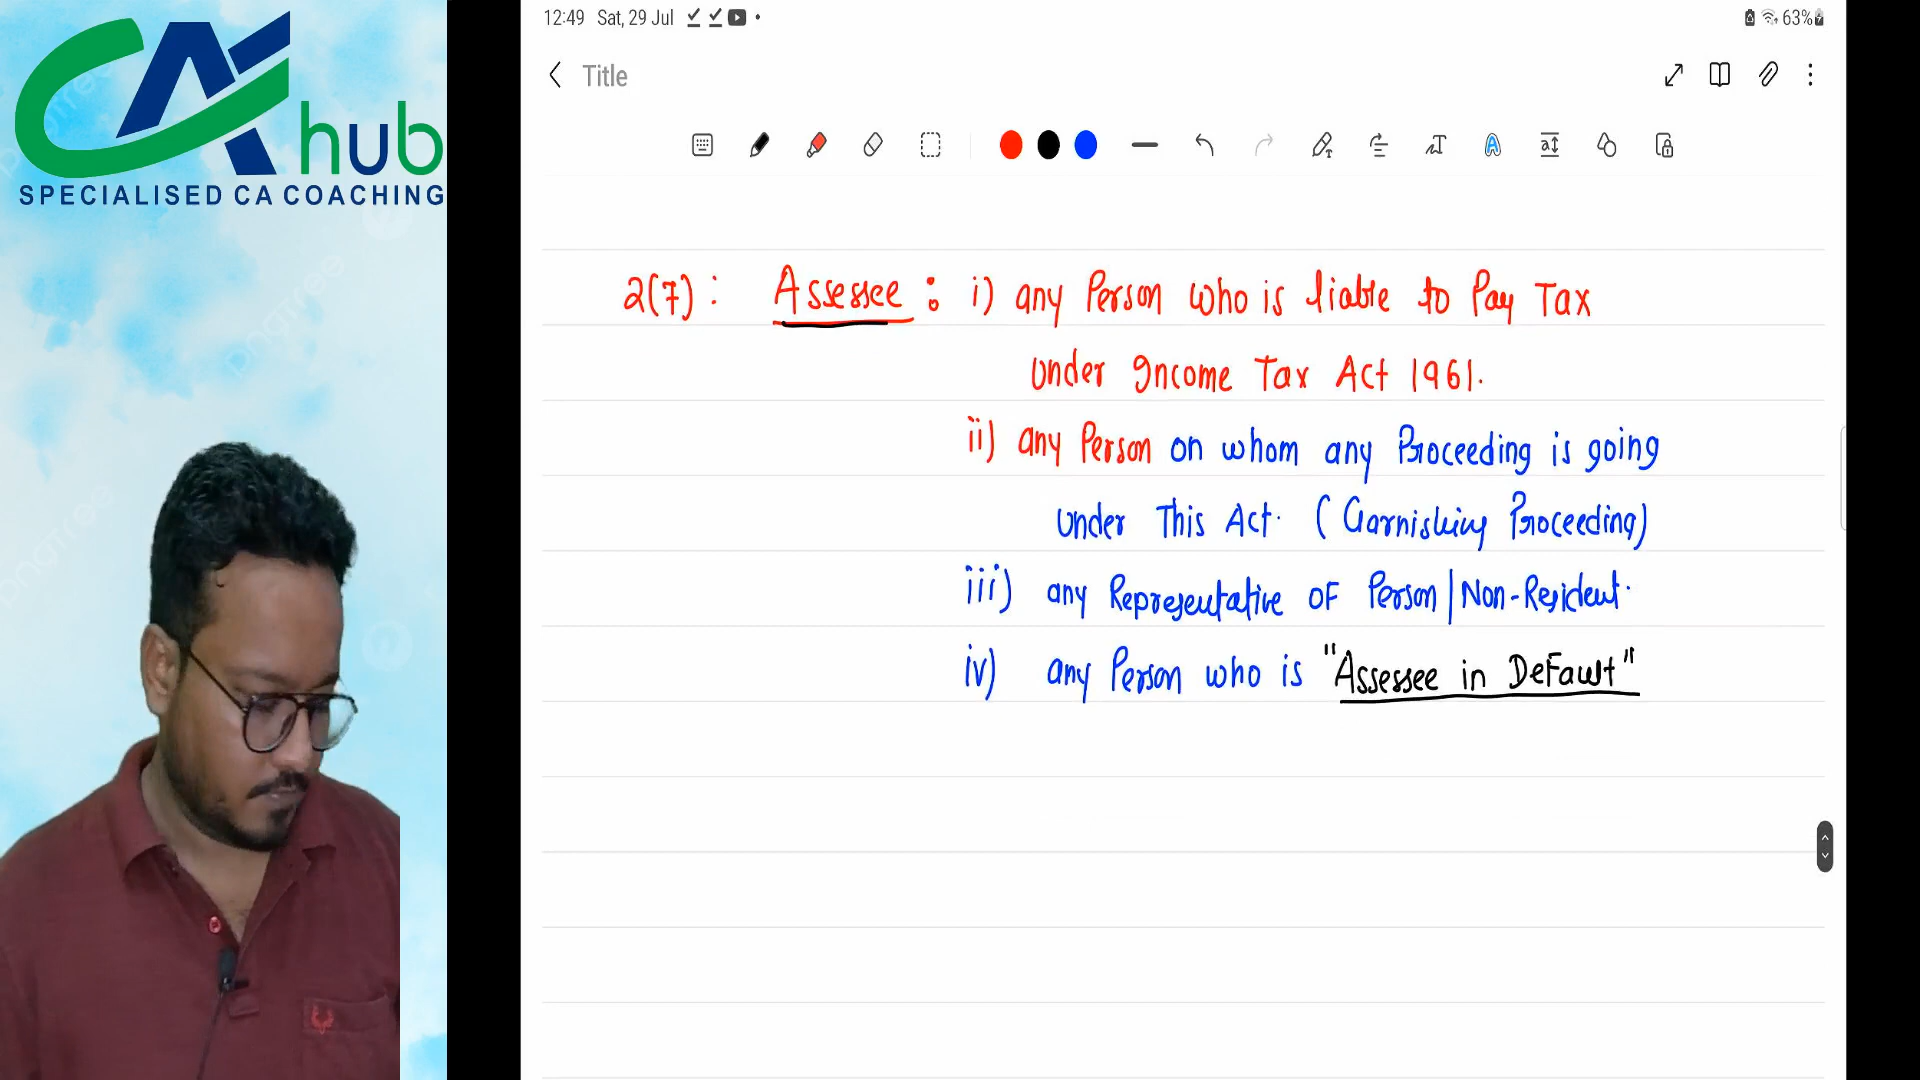 CA hub
SPECIALISED CA COACHING
12:49 Sat, 29 Jul
63%
Title
2(7) : Assessee : i) any Person who is liable to Pay Tax
under Income Tax Act 1961.
ii) any Person on whom any Proceeding is going
under This Act. (Garnishing Proceeding)
iii) any Representative OF Person | Non-Resident.
iv) any Person who is "Assessee in DeFault"